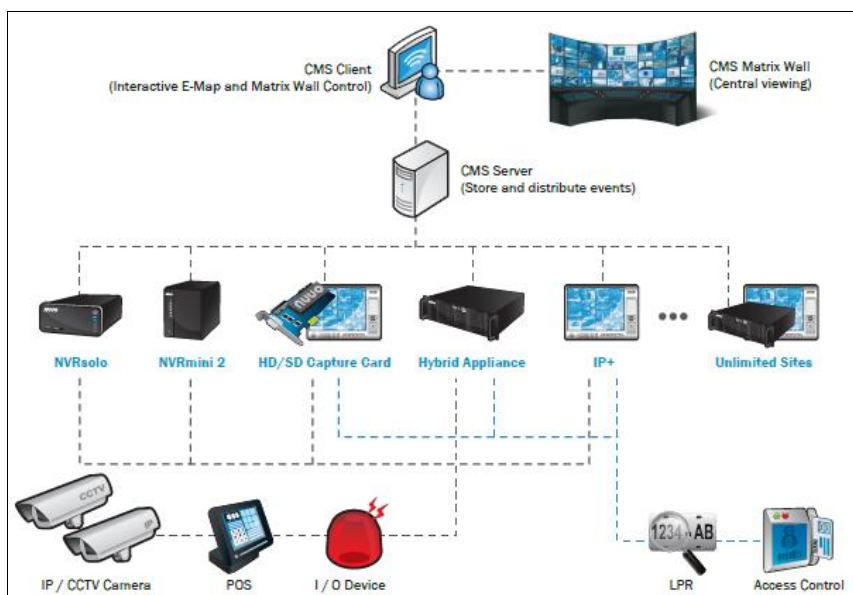 CMS Client
(Interactive E-Map and Matrix Wall Control)
CMS Matrix Wall
(Central viewing)
CMS Server
(Store and distribute events)
nuuo
NVRsolo
NVRmini 2
HD/SD Capture Card
Hybrid Appliance
IP+
Unlimited Sites
CCTV
IP
1234 AB
IP / CCTV Camera
POS
I / O Device
LPR
Access Control